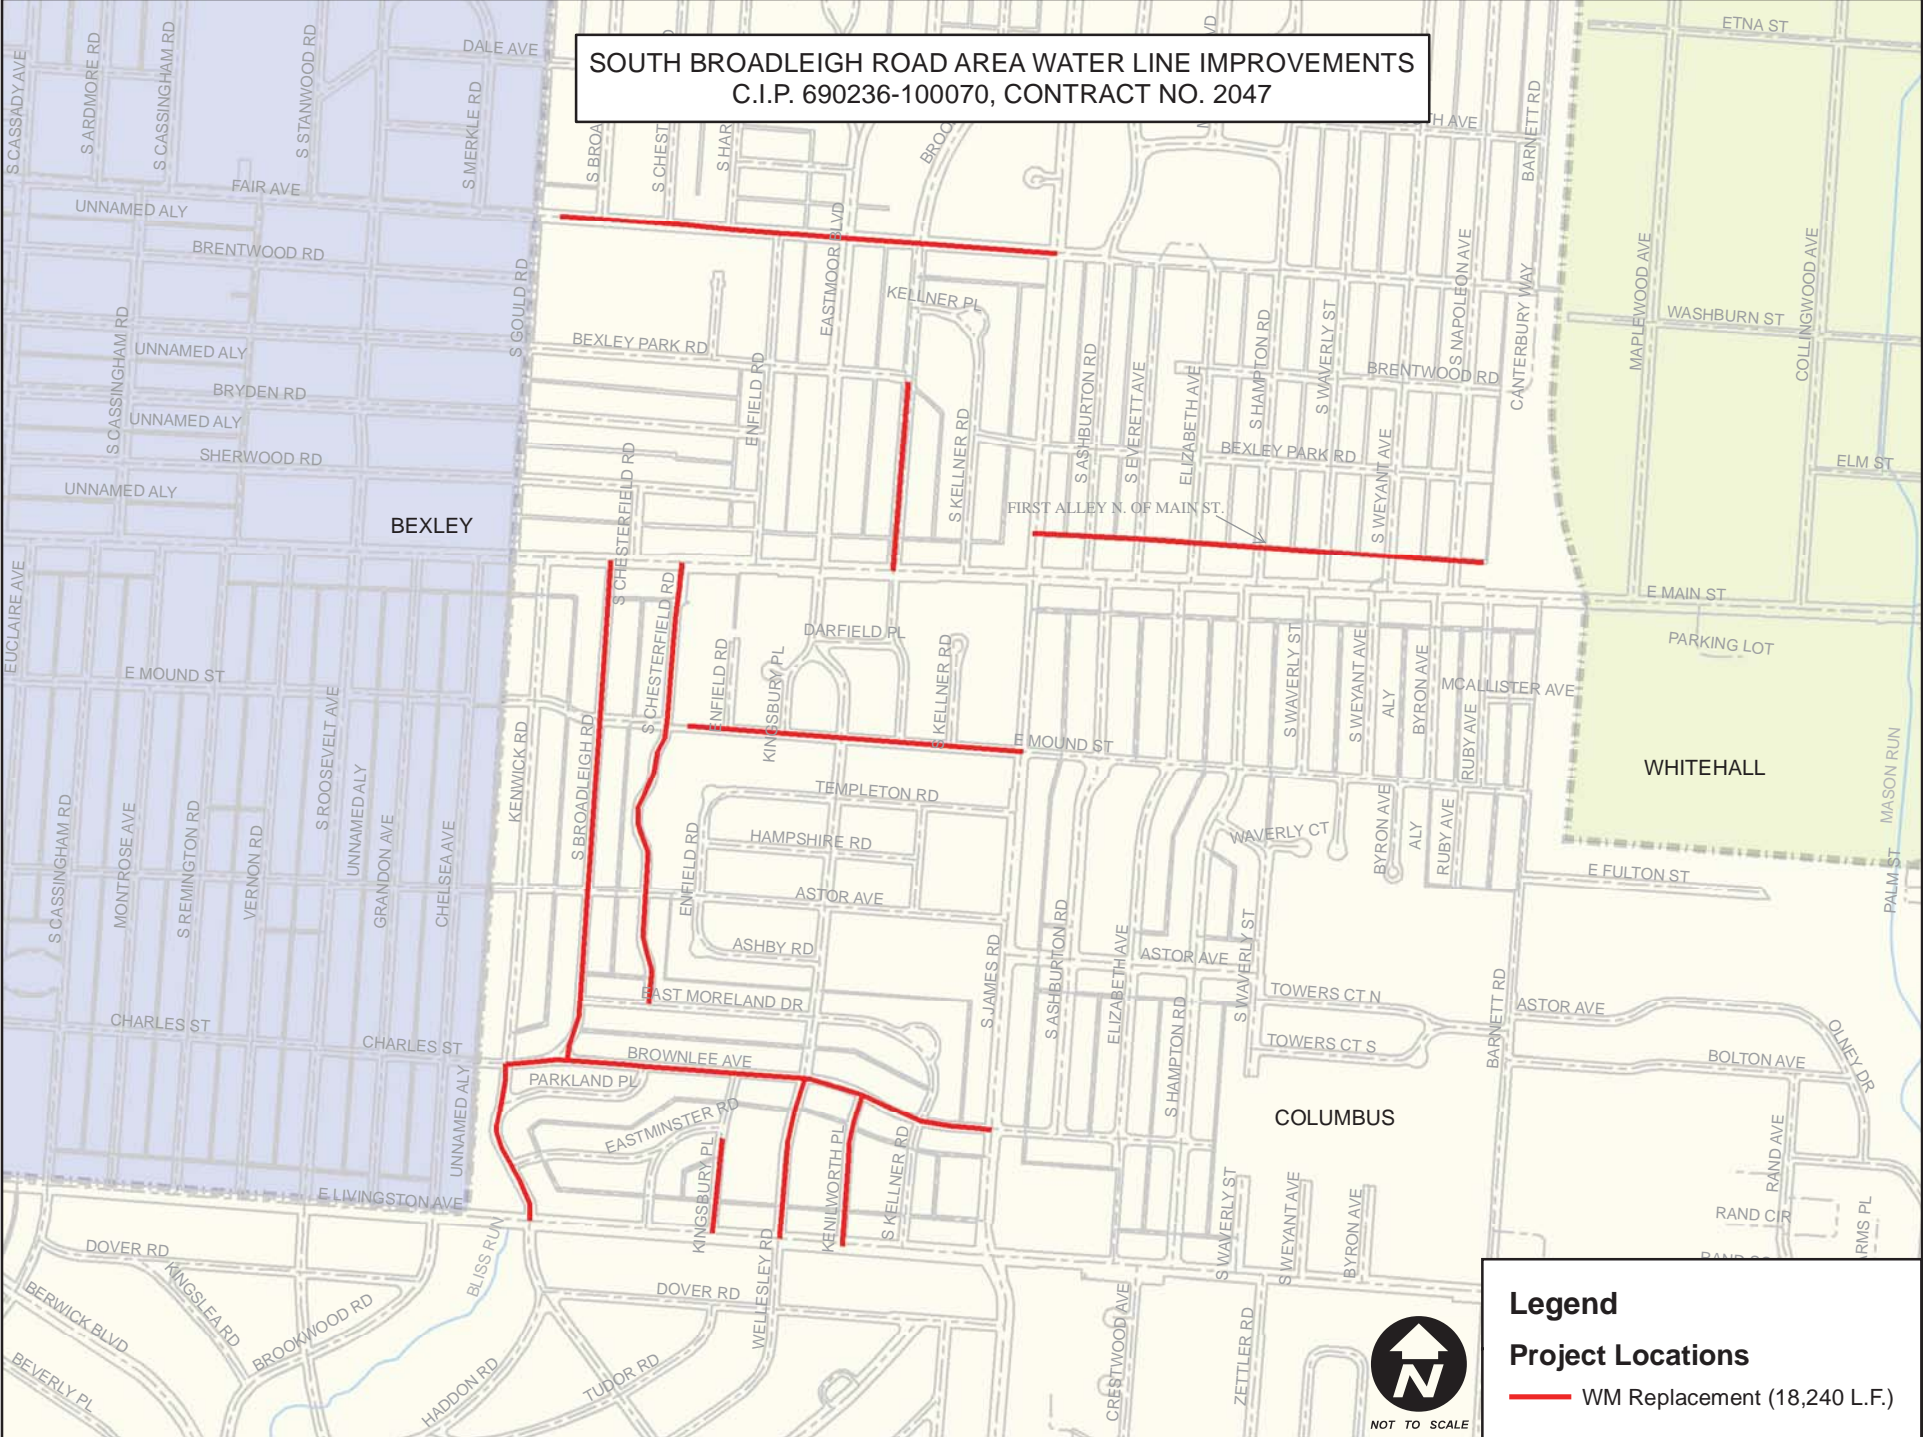 SOUTH BROADLEIGH ROAD AREA WATER LINE IMPROVEMENTS
C.I.P. 690236-100070, CONTRACT NO. 2047
ETNA ST
DALE AVE
S CASSADY AVE
S ARDMORE RD
S CASSINGHAM RD
S STANWOOD RD
S MERKLE RD
BARNETT RD
FAIR AVE
UNNAMED ALY
BRENTWOOD RD
S GOULD RD
EASTMOOR BLVD
KELLNER PL
S NAPOLEON AVE
CANTERBURY WAY
MAPLEWOOD AVE
COLLINGWOOD AVE
WASHBURN ST
S CASSINGHAM RD
UNNAMED ALY
BRYDEN RD
UNNAMED ALY
SHERWOOD RD
UNNAMED ALY
BEXLEY PARK RD
ENFIELD RD
S KELLNER RD
S ASHBURTON RD
S EVERETT AVE
ELIZABETH AVE
S HAMPTON RD
S WAVERLY ST
BRENTWOOD RD
BEXLEY PARK RD
S WEYANT AVE
ELM ST
BEXLEY
S CHESTERFIELD RD
FIRST ALLEY N. OF MAIN ST.
EUCLAIRE AVE
E MAIN ST
PARKING LOT
E MOUND ST
S CHESTERFIELD RD
ENFIELD RD
KINGSBURY PL
DARFIELD PL
S KELLNER RD
E MOUND ST
S WAVERLY ST
S WEYANT AVE
ALY
BYRON AVE
MCALLISTER AVE
RUBY AVE
WHITEHALL
MASON RUN
S ROOSEVELT AVE
UNNAMED ALY
KENWICK RD
S BROADLEIGH RD
TEMPLETON RD
HAMPSHIRE RD
ENFIELD RD
ASTOR AVE
ASHBY RD
WAVERLY CT
BYRON AVE
ALY
RUBY AVE
E FULTON ST
PALM ST
S CASSINGHAM RD
MONTROSE AVE
S REMINGTON RD
VERNON RD
GRANDON AVE
CHELSEA AVE
S JAMES RD
S ASHBURTON RD
ELIZABETH AVE
ASTOR AVE
S WAVERLY ST
S ASHBURTON RD
ELIZABETH AVE
S HAMPTON RD
TOWERS CT N
TOWERS CT S
BARNETT RD
ASTOR AVE
BOLTON AVE
OLNEY DR
EAST MORELAND DR
CHARLES ST
CHARLES ST
UNNAMED ALY
BROWNLEE AVE
PARKLAND PL
EASTMINSTER RD
KINGSBURY PL
KENILWORTH PL
S KELLNER RD
COLUMBUS
RAND AVE
RAND CIR
E LIVINGSTON AVE
BLISS RUN
WELLESLEY RD
S WAVERLY ST
S WEYANT AVE
BYRON AVE
DOVER RD
KINGSLEA RD
BERWICK BLVD
BROOKWOOD RD
BEVERLY PL
HADDON RD
DOVER RD
TUDOR RD
CRESTWOOD AVE
ZETTLER RD
N
NOT TO SCALE
Legend
Project Locations
WM Replacement (18,240 L.F.)